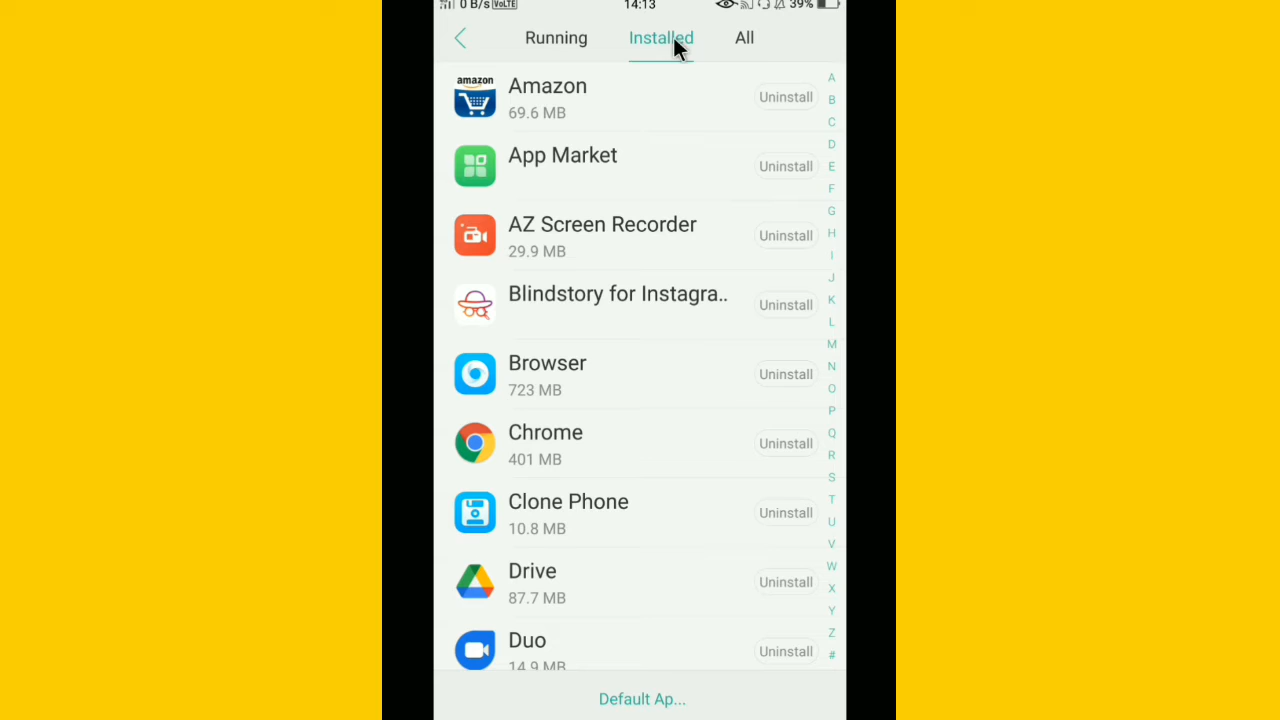 0 B/s VoLTE 14:13 39%
Running Installed All
amazon
Amazon Uninstall
69.6 MB
App Market Uninstall
AZ Screen Recorder Uninstall
29.9 MB
Blindstory for Instagra.. Uninstall
Browser Uninstall
723 MB
Chrome Uninstall
401 MB
Clone Phone Uninstall
10.8 MB
Drive Uninstall
87.7 MB
Duo Uninstall
14.9 MB
A
B
C
D
E
F
G
H
I
J
K
L
M
N
O
P
Q
R
S
T
U
V
W
X
Y
Z
#
Default Ap...